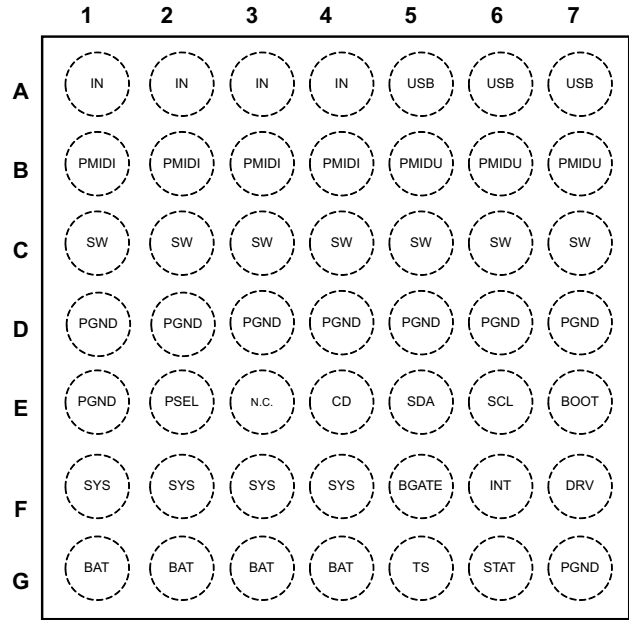 1 2 3 4 5 6 7
A IN IN IN IN USB USB USB
B PMIDI PMIDI PMIDI PMIDI PMIDU PMIDU PMIDU
C SW SW SW SW SW SW SW
D PGND PGND PGND PGND PGND PGND PGND
E PGND PSEL N.C. CD SDA SCL BOOT
F SYS SYS SYS SYS BGATE INT DRV
G BAT BAT BAT BAT TS STAT PGND